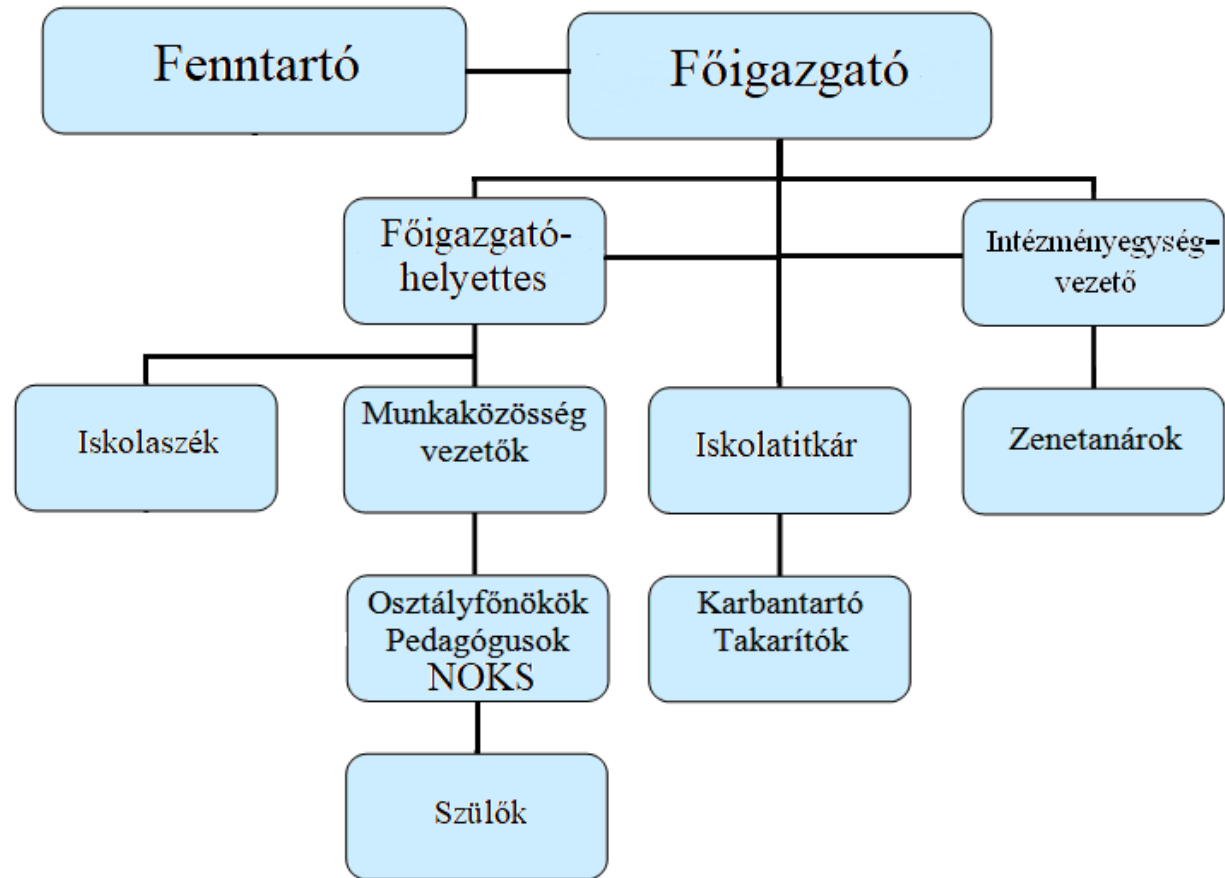 Fenntartó
Főigazgató
Főigazgató-
helyettes
Intézményegység-
vezető
Iskolaszék
Munkaközösség
vezetők
Iskolatitkár
Zenetanárok
Osztályfőnökök
Pedagógusok
NOKS
Karbantartó
Takarítók
Szülők